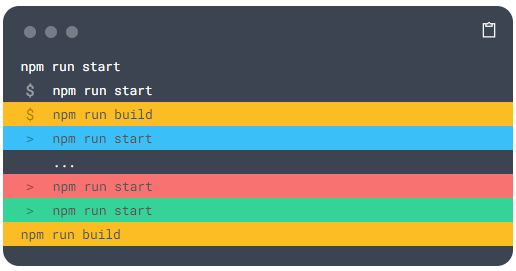 npm run start
$ npm run start
$ npm run build
> npm run start
...
> npm run start
> npm run start
npm run build